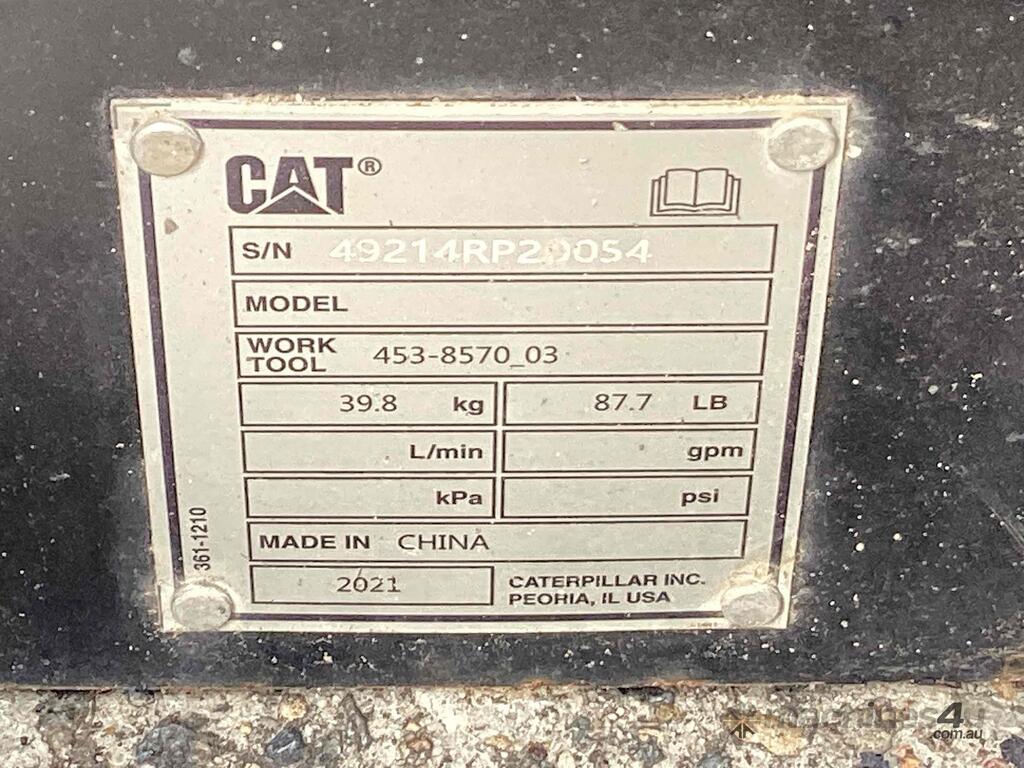 CAT®
S/N 49214RP20054
MODEL
WORK TOOL 453-8570_03
39.8 kg 87.7 LB
L/min gpm
kPa psi
MADE IN CHINA
2021 CATERPILLAR INC.
PEORIA, IL USA
361-1210
machines4u
.com.au